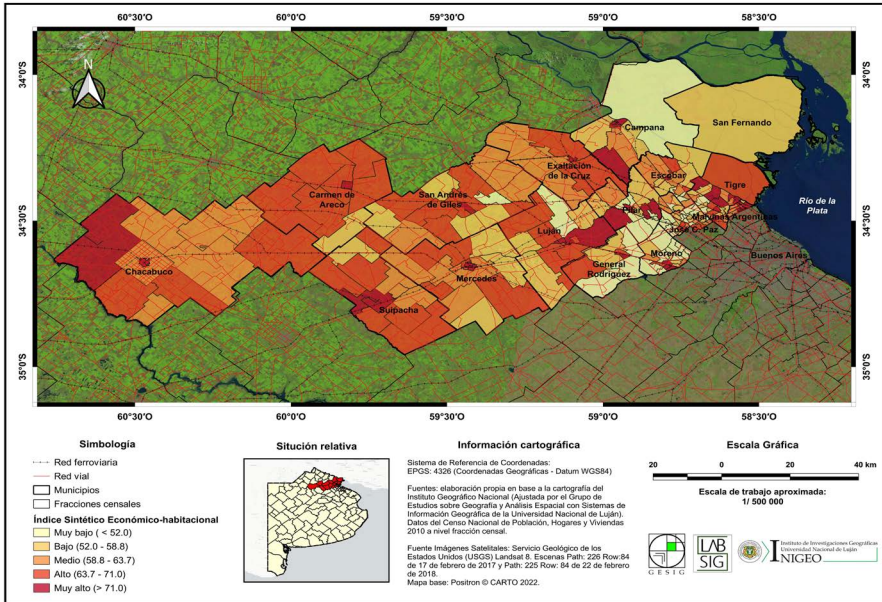 60°30'O 60°0'O 59°30'O 59°0'O 58°30'O
34°0'S
34°0'S
N
Campana
San Fernando
Exaltación
de la Cruz
Escobar
Tigre
Carmen de
Areco
San Andrés
de Giles
Río de la
Plata
34°30'S
34°30'S
Luján
Pilar
Malvinas Argentinas
José C. Paz
Moreno
Buenos Aires
Chacabuco
General
Rodríguez
Mercedes
Suipacha
35°0'S
35°0'S
60°30'O 60°0'O 59°30'O 59°0'O 58°30'O
Simbología
Red ferroviaria
Red vial
Municipios
Fracciones censales
Índice Sintético Económico-habitacional
Muy bajo ( < 52.0)
Bajo (52.0 - 58.8)
Medio (58.8 - 63.7)
Alto (63.7 - 71.0)
Muy alto (> 71.0)
Situción relativa
Información cartográfica
Sistema de Referencia de Coordenadas:
EPGS: 4326 (Coordenadas Geográficas - Datum WGS84)
Fuentes: elaboración propia en base a la cartografía del
Instituto Geográfico Nacional (Ajustada por el Grupo de
Estudios sobre Geografía y Análisis Espacial con Sistemas de
Información Geográfica de la Universidad Nacional de Luján).
Datos del Censo Nacional de Población, Hogares y Viviendas
2010 a nivel fracción censal.
Fuente Imágenes Satelitales: Servicio Geológico de los
Estados Unidos (USGS) Landsat 8. Escenas Path: 226 Row:84
de 17 de febrero de 2017 y Path: 225 Row: 84 de 22 de febrero
de 2018.
Mapa base: Positron © CARTO 2022.
Escala Gráfica
20 0 20 40 km
Escala de trabajo aproximada:
1/ 500 000
GESIG
LAB
SIG
Instituto de Investigaciones Geográficas
Universidad Nacional de Luján
INIGEO